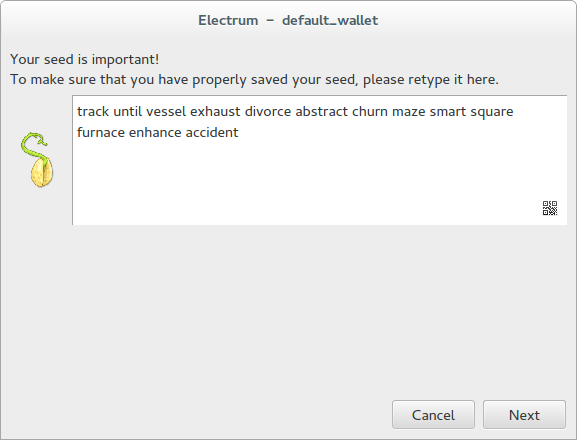 Electrum - default_wallet
Your seed is important!
To make sure that you have properly saved your seed, please retype it here.
track until vessel exhaust divorce abstract churn maze smart square
furnace enhance accident
Cancel
Next